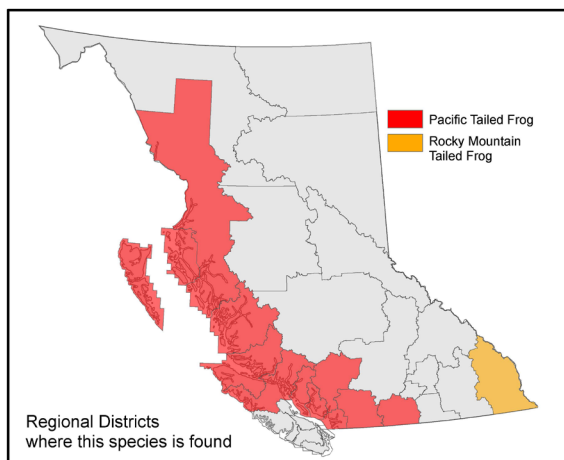 Pacific Tailed Frog
Rocky Mountain
Tailed Frog
Regional Districts
where this species is found